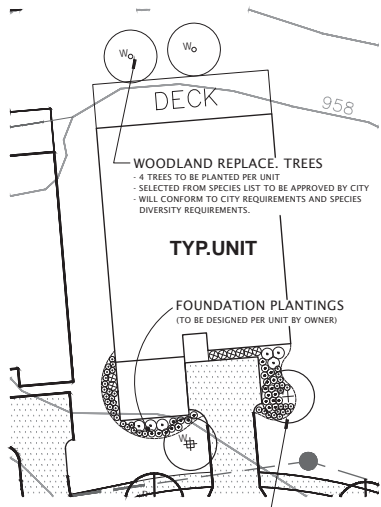 W W
DECK
958
WOODLAND REPLACE. TREES
- 4 TREES TO BE PLANTED PER UNIT
- SELECTED FROM SPECIES LIST TO BE APPROVED BY CITY
- WILL CONFORM TO CITY REQUIREMENTS AND SPECIES
DIVERSITY REQUIREMENTS.
TYP.UNIT
FOUNDATION PLANTINGS
(TO BE DESIGNED PER UNIT BY OWNER)
W